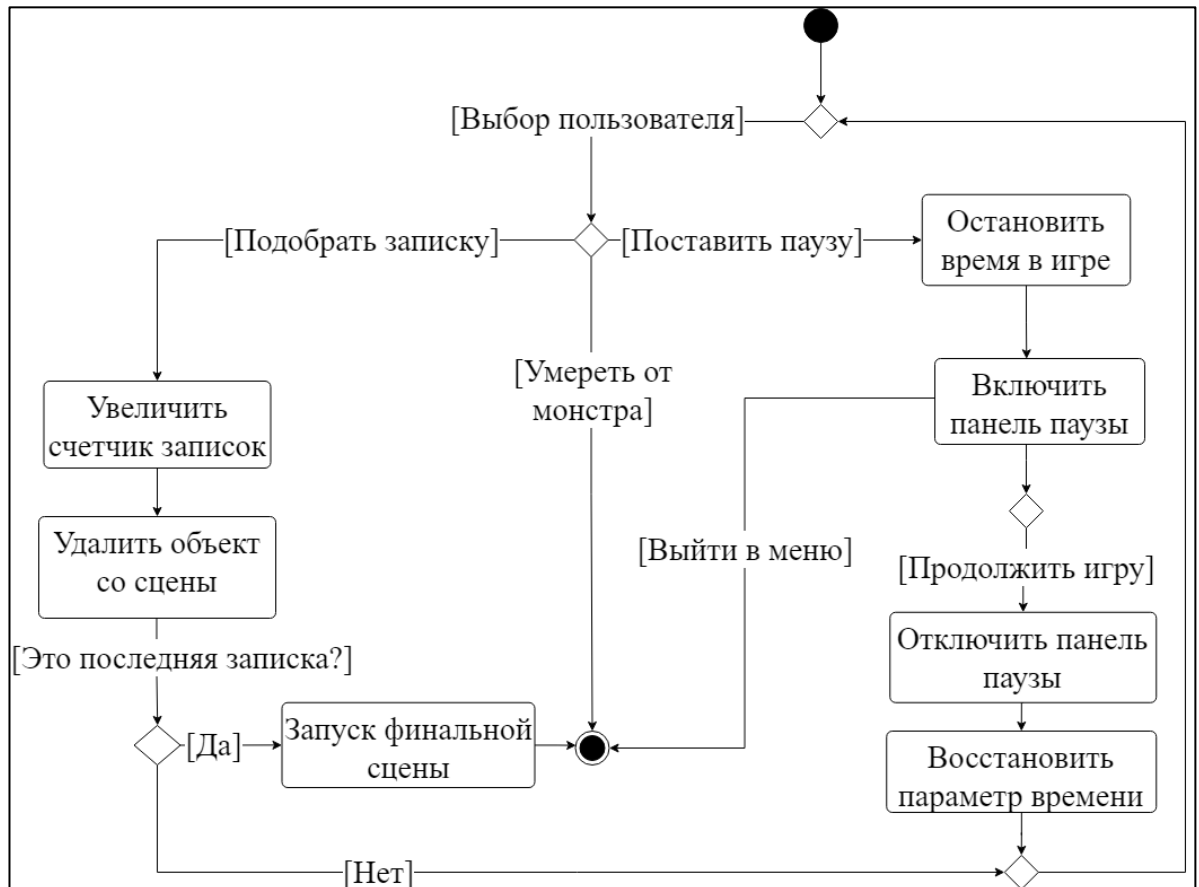 [Выбор пользователя]
[Подобрать записку]
[Поставить паузу]
Остановить
время в игре
[Умереть от
монстра]
Включить
панель паузы
Увеличить
счетчик записок
Удалить объект
со сцены
[Выйти в меню]
[Продолжить игру]
Отключить панель
паузы
[Это последняя записка?]
[Да]
Запуск финальной
сцены
Восстановить
параметр времени
[Нет]